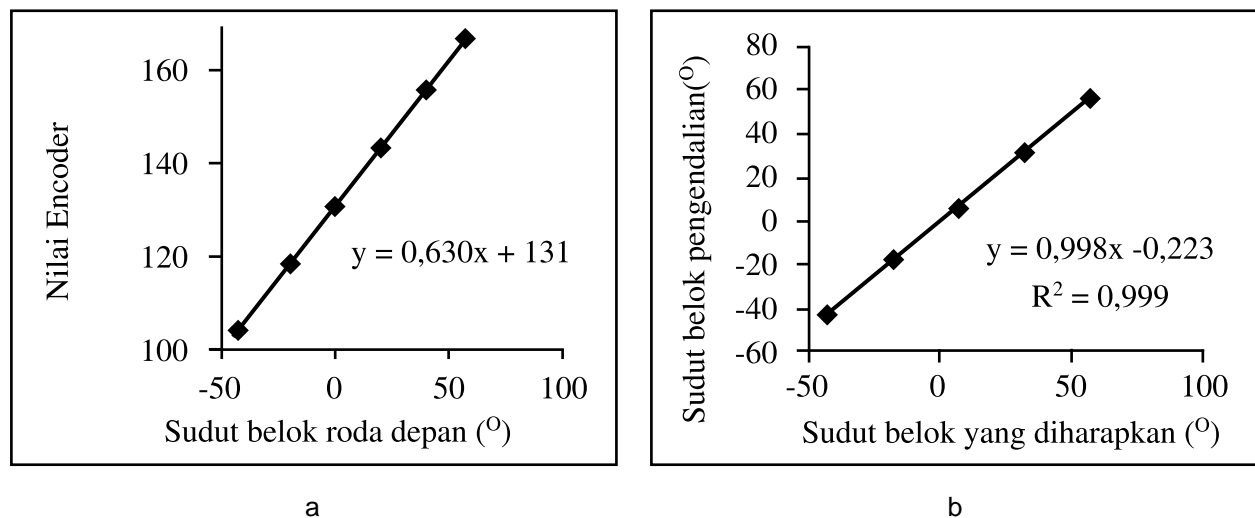 Nilai Encoder
160
140
120
100
-50 0 50 100
y = 0,630x + 131
Sudut belok roda depan (O)
a
Sudut belok pengendalian(O)
80
60
40
20
0
-20
-40
-60
-50 0 50 100
y = 0,998x -0,223
R² = 0,999
Sudut belok yang diharapkan (O)
b